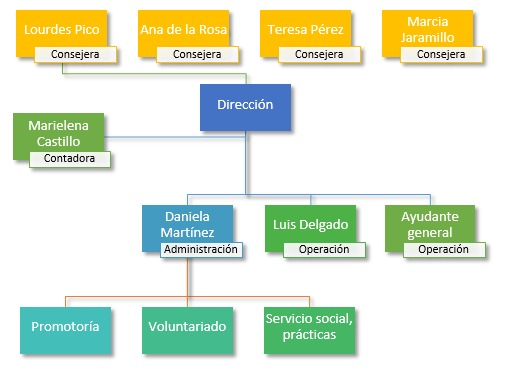 Lourdes Pico
Consejera
Ana de la Rosa
Consejera
Teresa Pérez
Consejera
Marcia
Jaramillo
Consejera
Dirección
Marielena
Castillo
Contadora
Daniela
Martínez
Administración
Luis Delgado
Operación
Ayudante
general
Operación
Promotoría
Voluntariado
Servicio social,
prácticas